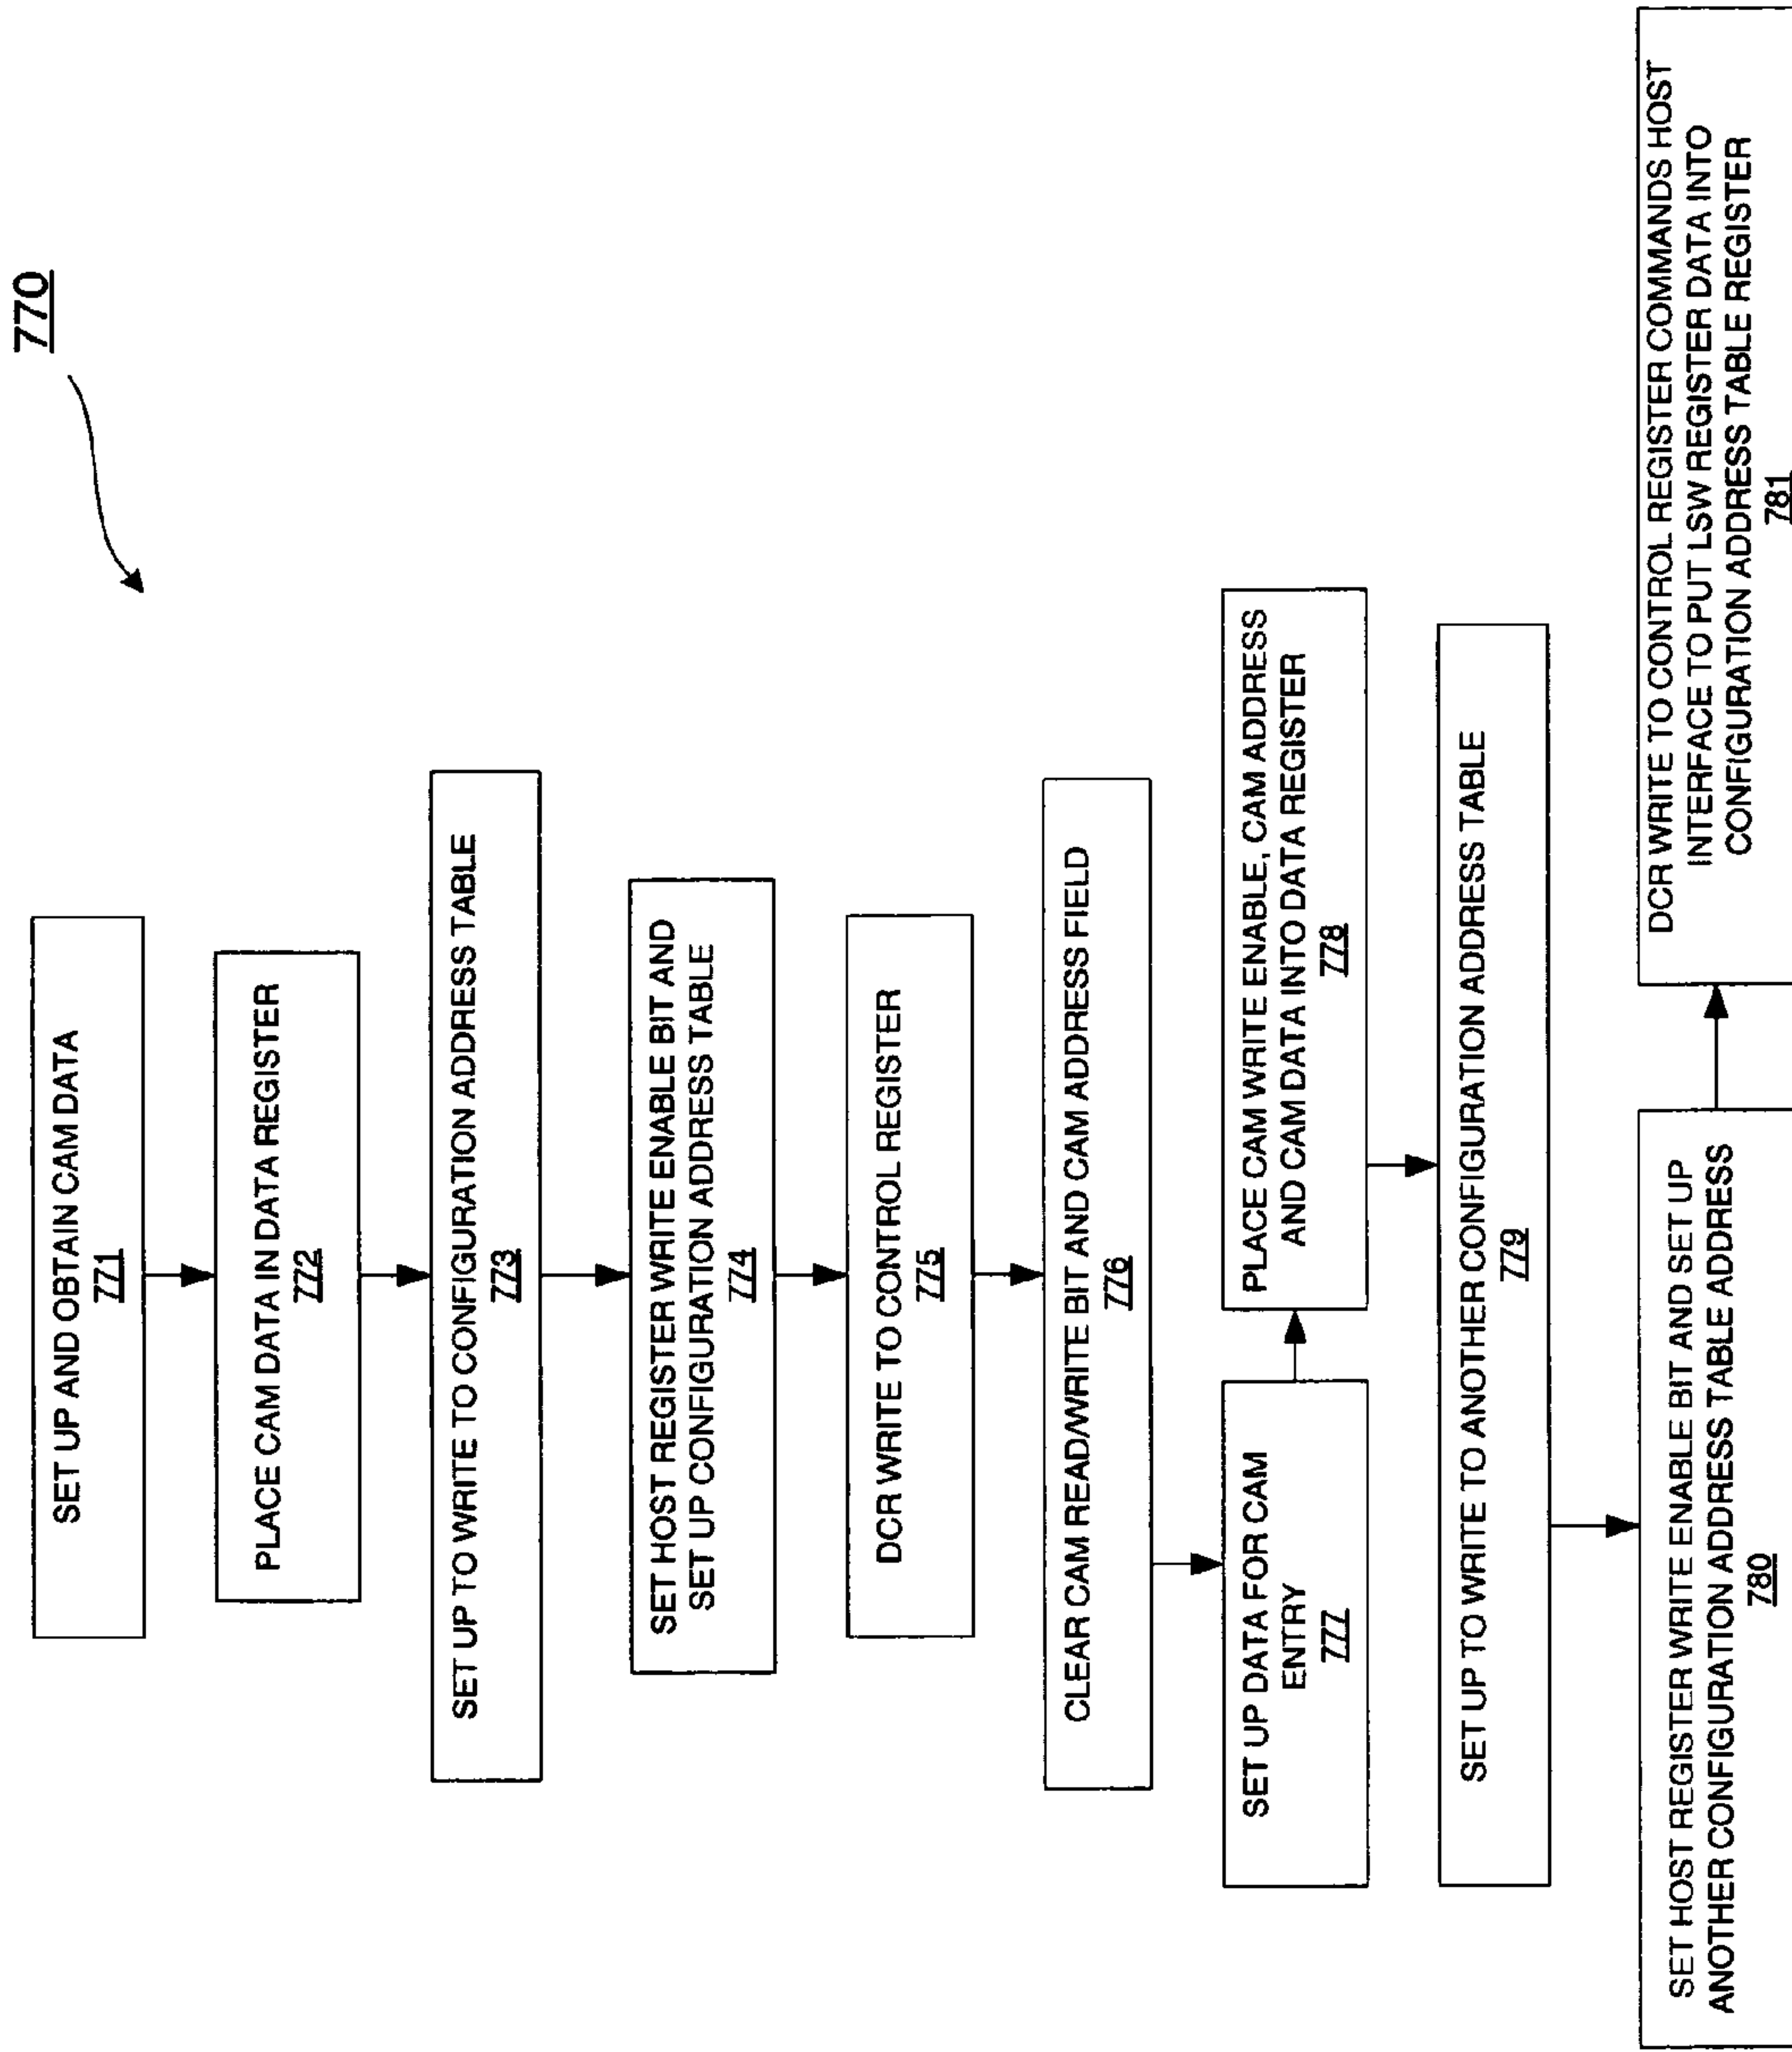 770
SET UP AND OBTAIN CAM DATA
771
PLACE CAM DATA IN DATA REGISTER
772
SET UP TO WRITE TO CONFIGURATION ADDRESS TABLE
773
SET HOST REGISTER WRITE ENABLE BIT AND
SET UP CONFIGURATION ADDRESS TABLE
774
DCR WRITE TO CONTROL REGISTER
775
CLEAR CAM READ/WRITE BIT AND CAM ADDRESS FIELD
776
SET UP DATA FOR CAM
ENTRY
777
PLACE CAM WRITE ENABLE, CAM ADDRESS
AND CAM DATA INTO DATA REGISTER
778
SET UP TO WRITE TO ANOTHER CONFIGURATION ADDRESS TABLE
779
SET HOST REGISTER WRITE ENABLE BIT AND SET UP
ANOTHER CONFIGURATION ADDRESS TABLE ADDRESS
780
DCR WRITE TO CONTROL REGISTER COMMANDS HOST
INTERFACE TO PUT LSW REGISTER DATA INTO
CONFIGURATION ADDRESS TABLE REGISTER
781